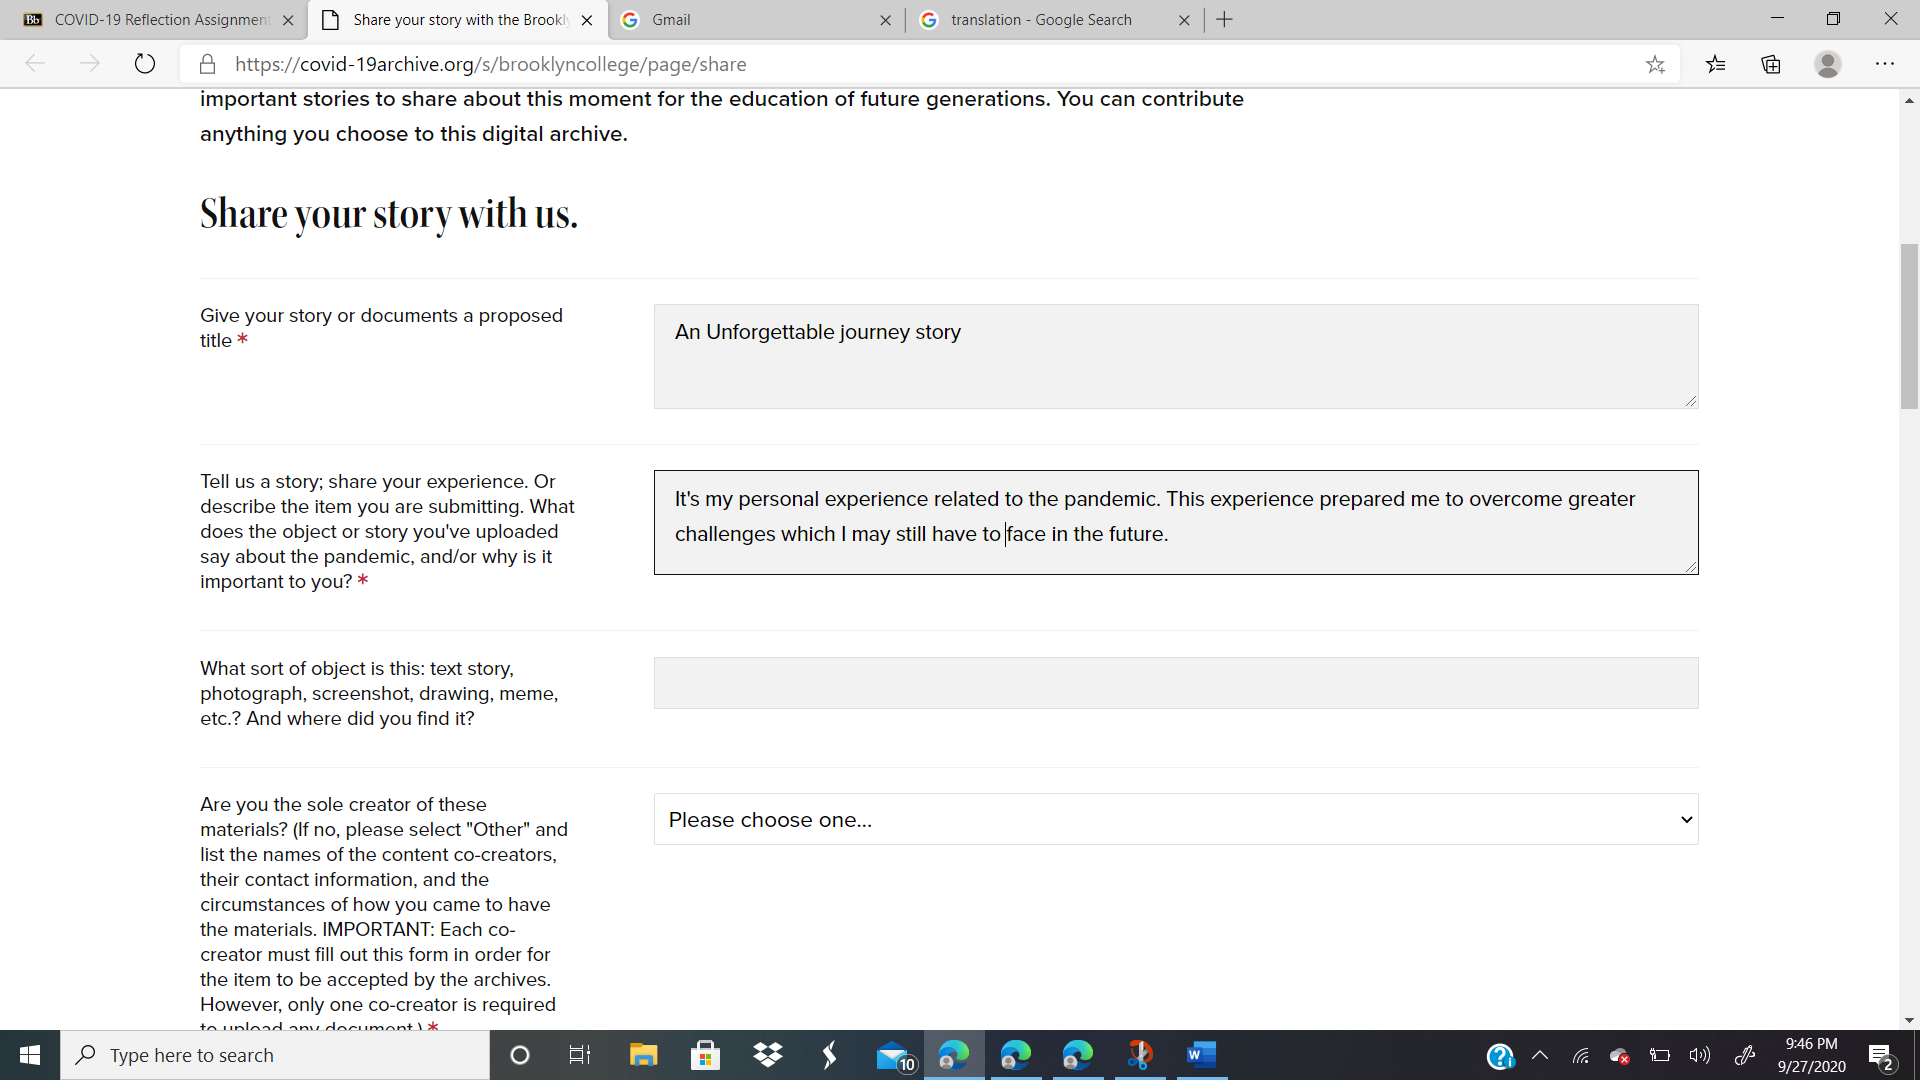 COVID-19 Reflection Assignment
Share your story with the Brookl
Gmail
translation - Google Search
https://covid-19archive.org/s/brooklyncollege/page/share
important stories to share about this moment for the education of future generations. You can contribute
anything you choose to this digital archive.
Share your story with us.
Give your story or documents a proposed
title *
An Unforgettable journey story
Tell us a story; share your experience. Or
describe the item you are submitting. What
does the object or story you've uploaded
say about the pandemic, and/or why is it
important to you? *
It's my personal experience related to the pandemic. This experience prepared me to overcome greater
challenges which I may still have to face in the future.
What sort of object is this: text story,
photograph, screenshot, drawing, meme,
etc.? And where did you find it?
Are you the sole creator of these
materials? (If no, please select "Other" and
list the names of the content co-creators,
their contact information, and the
circumstances of how you came to have
the materials. IMPORTANT: Each co-
creator must fill out this form in order for
the item to be accepted by the archives.
However, only one co-creator is required
to upload any document.) *
Please choose one...
Type here to search
10
9:46 PM
9/27/2020
2